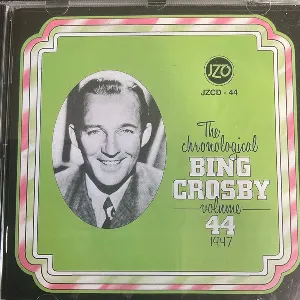 JZO
JZCD - 44
The
chronological
BING
CROSBY
volume
44
1947